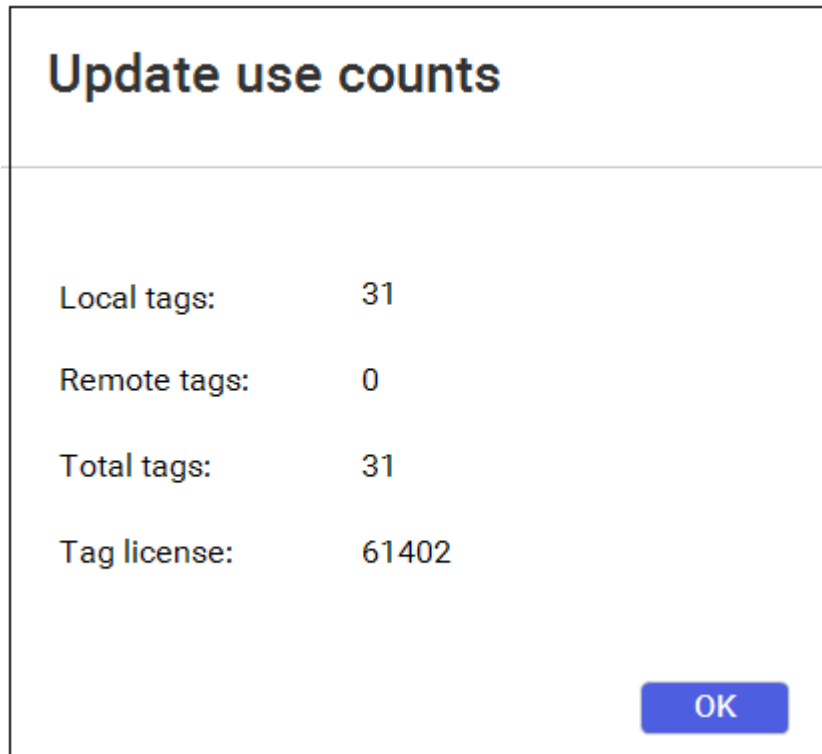 Update use counts
Local tags: 31
Remote tags: 0
Total tags: 31
Tag license: 61402
OK